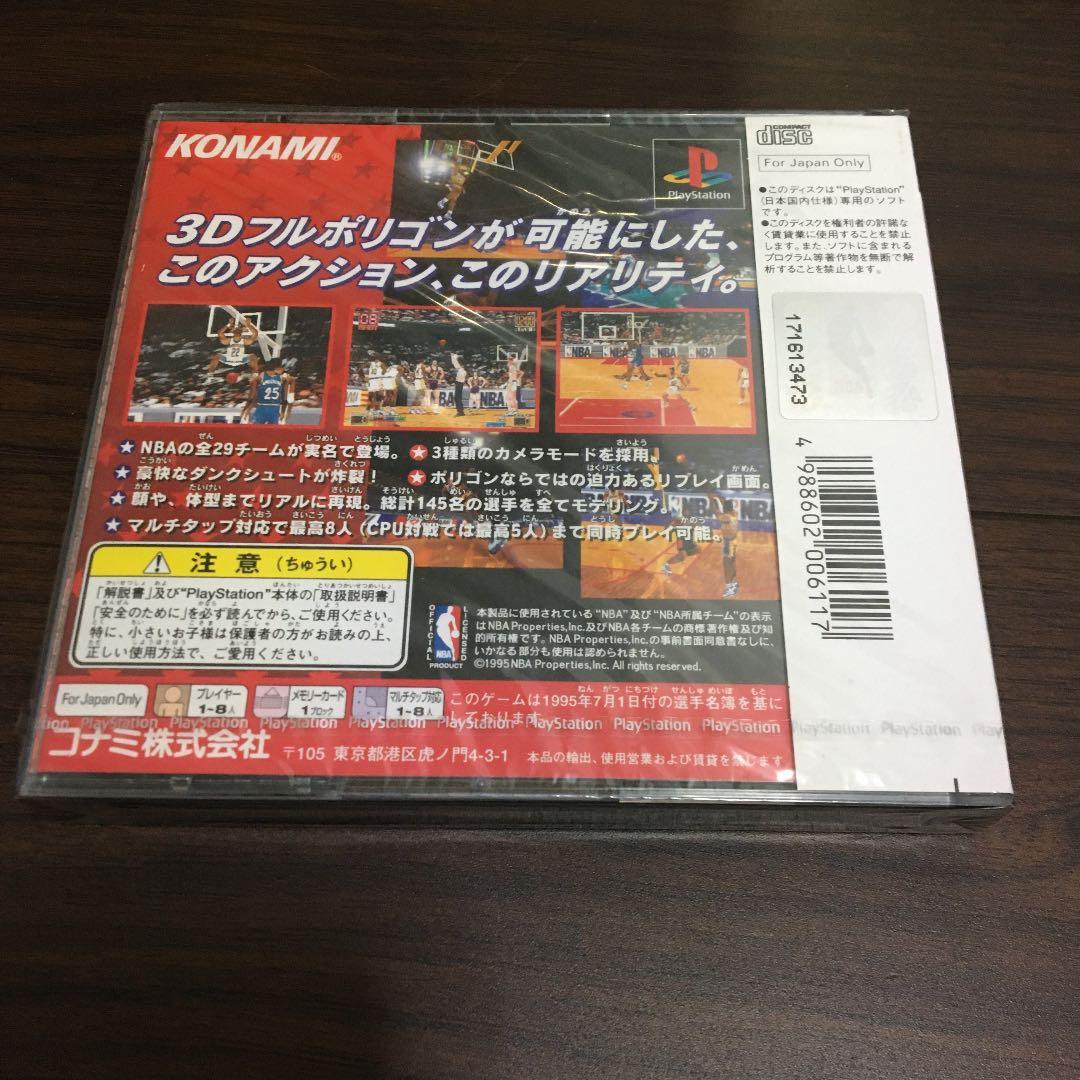 KONAMI®
PlayStation
3Dフルポリゴンが可能にした、
このアクション、このリアリティ。
22
25
08
NBA
NBA
NBA
NBA
★NBAの全29チームが実名で登場。
★豪快なダンクシュートが炸裂！
★顔や、体型までリアルに再現。総計145名の選手を全てモデリング。
★マルチタップ対応で最高8人(CPU対戦では最高5人)まで同時プレイ可能。
★3種類のカメラモードを採用。
★ポリゴンならではの迫力あるリプレイ画面。
注意(ちゅうい)
「解説書」及び"PlayStation"本体の「取扱説明書」
「安全のために」を必ず読んでから、ご使用ください。
特に、小さいお子様は保護者の方がお読みの上、
正しい使用方法で、ご愛用ください。
OFFICIAL LICENSED
NBA
PRODUCT
本製品に使用されている"NBA"及び"NBA所属チーム"の表示
はNBA Properties,Inc.及びNBA各チームの商標著作権及び知
的所有権です。NBA Properties,Inc.の事前書面同意書なしに、
いかなる部分も使用は認められません。
©1995 NBA Properties,Inc. All rights reserved.
For Japan Only
プレイヤー
1~8人
メモリーカード
1ブロック
マルチタップ対応
1~8人
このゲームは1995年7月1日付の選手名簿を基に
しております。
PlayStation PlayStation PlayStation PlayStation PlayStation PlayStation PlayStation PlayStation
コナミ株式会社
〒105 東京都港区虎ノ門4-3-1
本品の輸出、使用営業および賃貸を禁じます
COMPACT
disc
For Japan Only
●このディスクは"PlayStation"
(日本国内仕様)専用のソフト
です。
●このディスクを権利者の許諾な
く賃貸業に使用することを禁止
します。また、ソフトに含まれる
プログラム等著作物を無断で解
析することを禁止します。
171613473
4 988602 006117